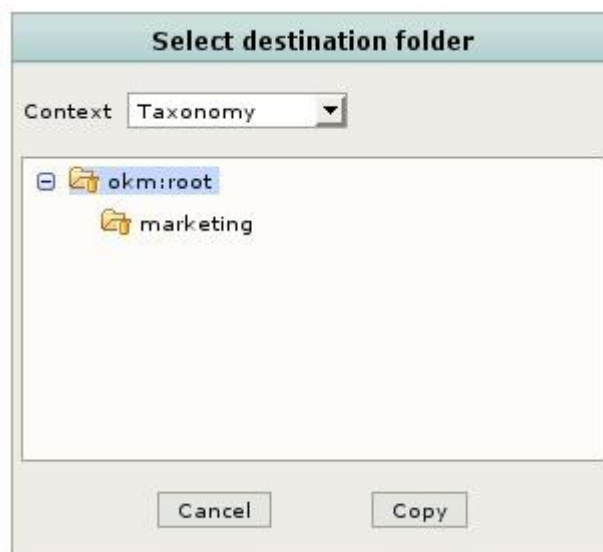 Select destination folder
Context Taxonomy
okm:root
marketing
Cancel Copy